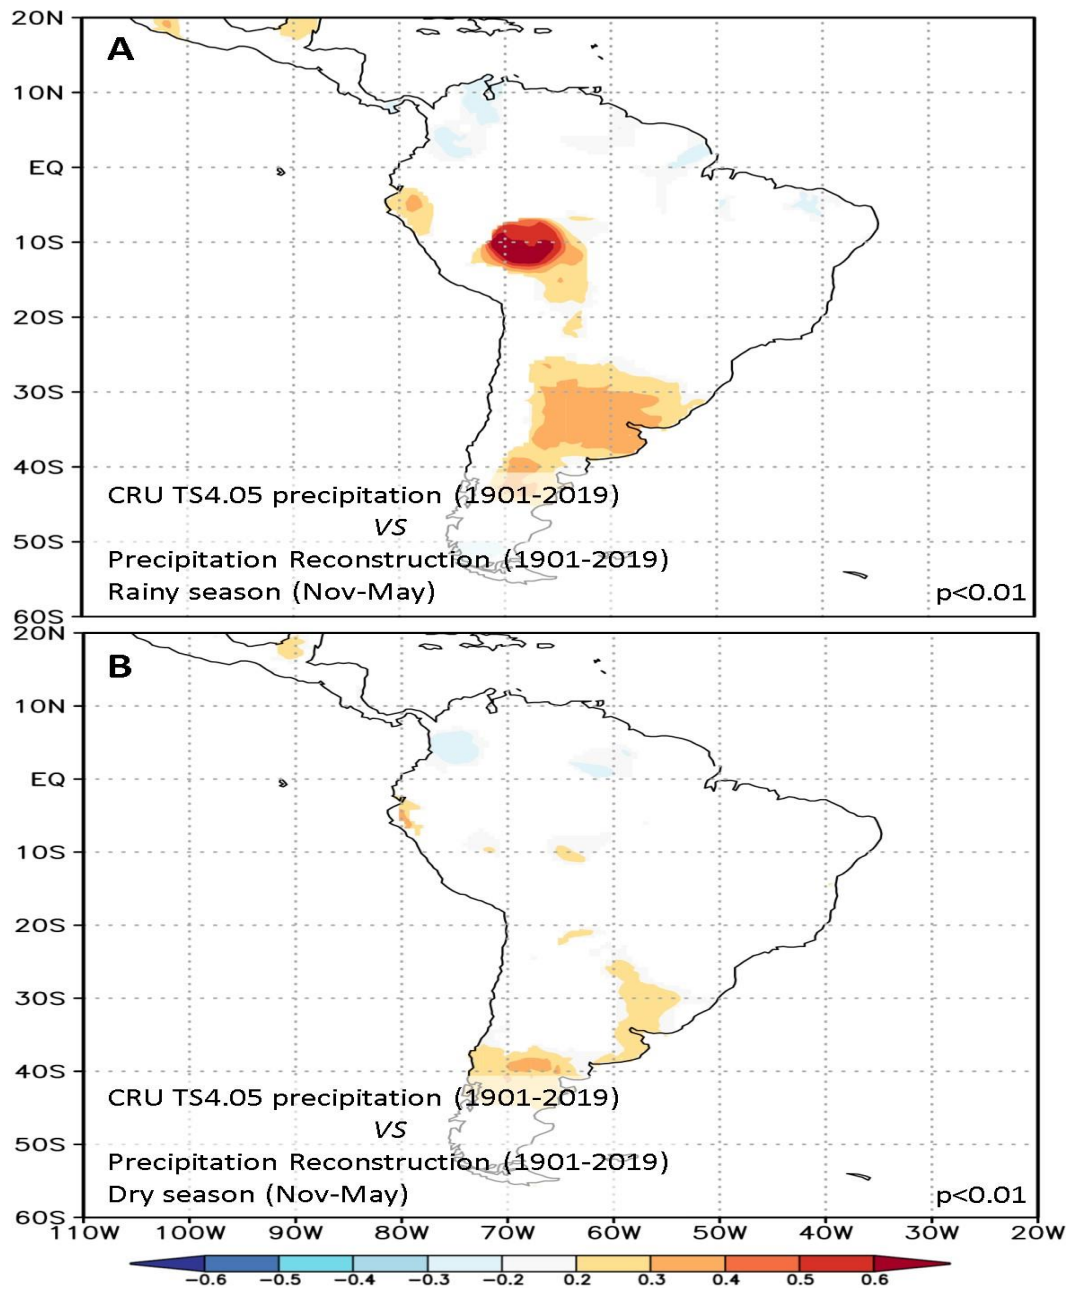 20N
A
10N
EQ
10S
20S
30S
40S
CRU TS4.05 precipitation (1901-2019)
VS
50S
Precipitation Reconstruction (1901-2019)
Rainy season (Nov-May)
p<0.01
60S
20N
B
10N
EQ
10S
20S
30S
40S
CRU TS4.05 precipitation (1901-2019)
VS
50S
Precipitation Reconstruction (1901-2019)
Dry season (Nov-May)
p<0.01
60S
110W 100W 90W 80W 70W 60W 50W 40W 30W 20W
-0.6 -0.5 -0.4 -0.3 -0.2 0.2 0.3 0.4 0.5 0.6